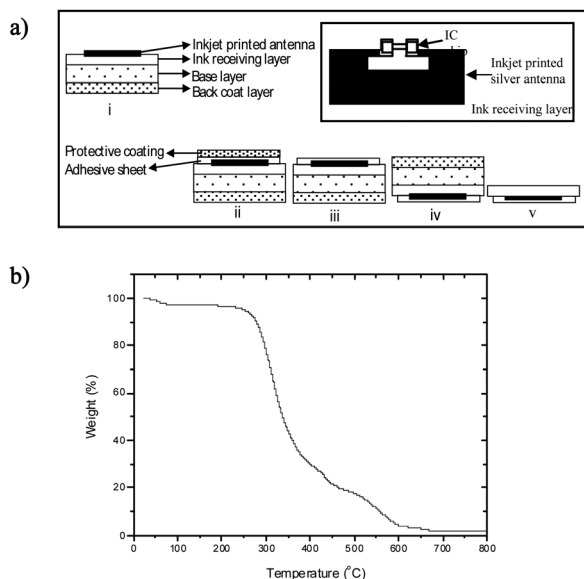 a)
Inkjet printed antenna
Ink receiving layer
Base layer
Back coat layer
i
IC
Inkjet printed
silver antenna
Ink receiving layer
Protective coating
Adhesive sheet
ii
iii
iv
v
b)
100
80
60
40
20
0
Weight (%)
0 100 200 300 400 500 600 700 800
Temperature (°C)